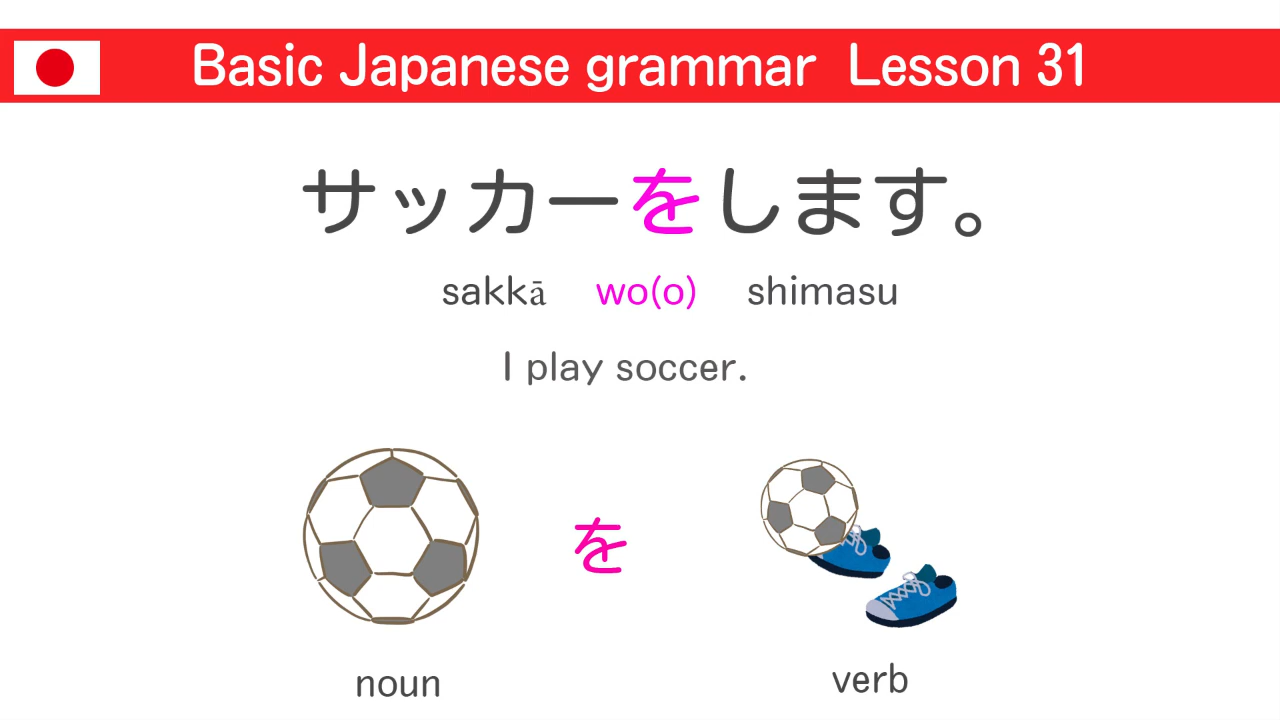 Basic Japanese grammar Lesson 31
サッカーをします。
sakkā wo(o) shimasu
I play soccer.
を
noun verb